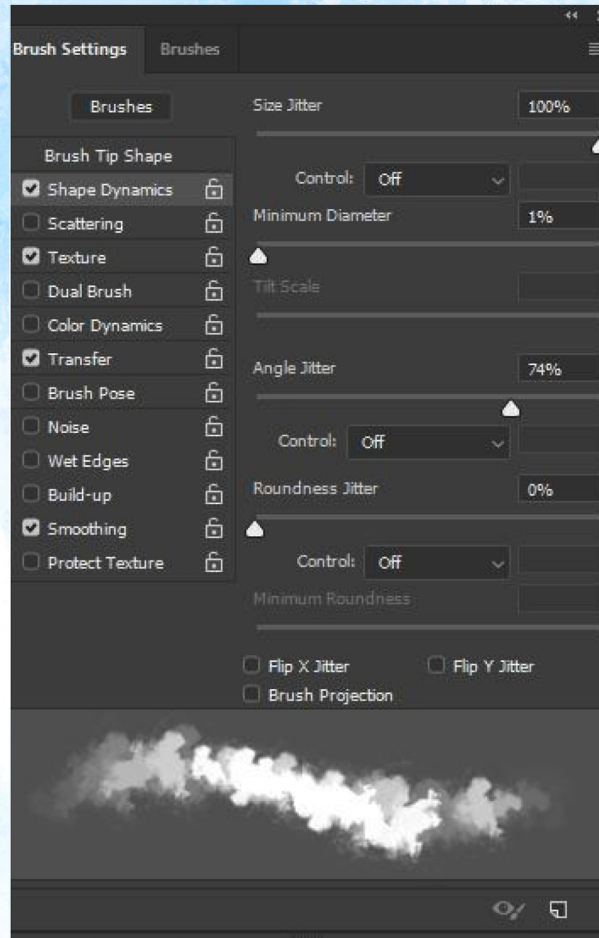 Brush Settings Brushes
Brushes
Size Jitter 100%
Brush Tip Shape
Control: Off
Shape Dynamics
Minimum Diameter 1%
Scattering
Texture
Tilt Scale
Dual Brush
Color Dynamics
Transfer
Angle Jitter 74%
Brush Pose
Noise
Control: Off
Wet Edges
Build-up
Roundness Jitter 0%
Smoothing
Protect Texture
Control: Off
Minimum Roundness
Flip X Jitter Flip Y Jitter
Brush Projection